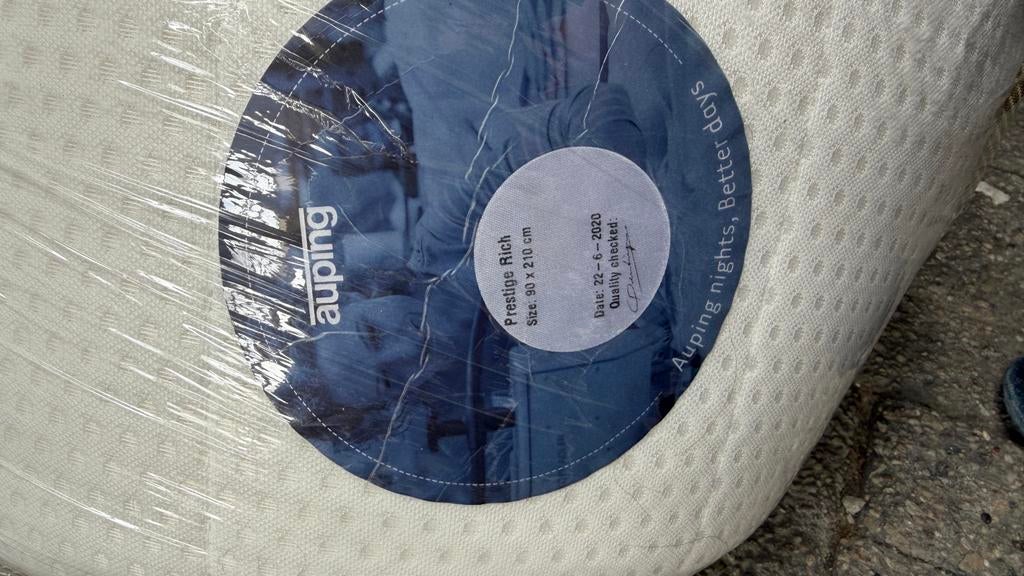 auping
Prestige Rich
Size: 90 x 210 cm
Date: 22-6-2020
Quality checked:
Auping nights, Better days